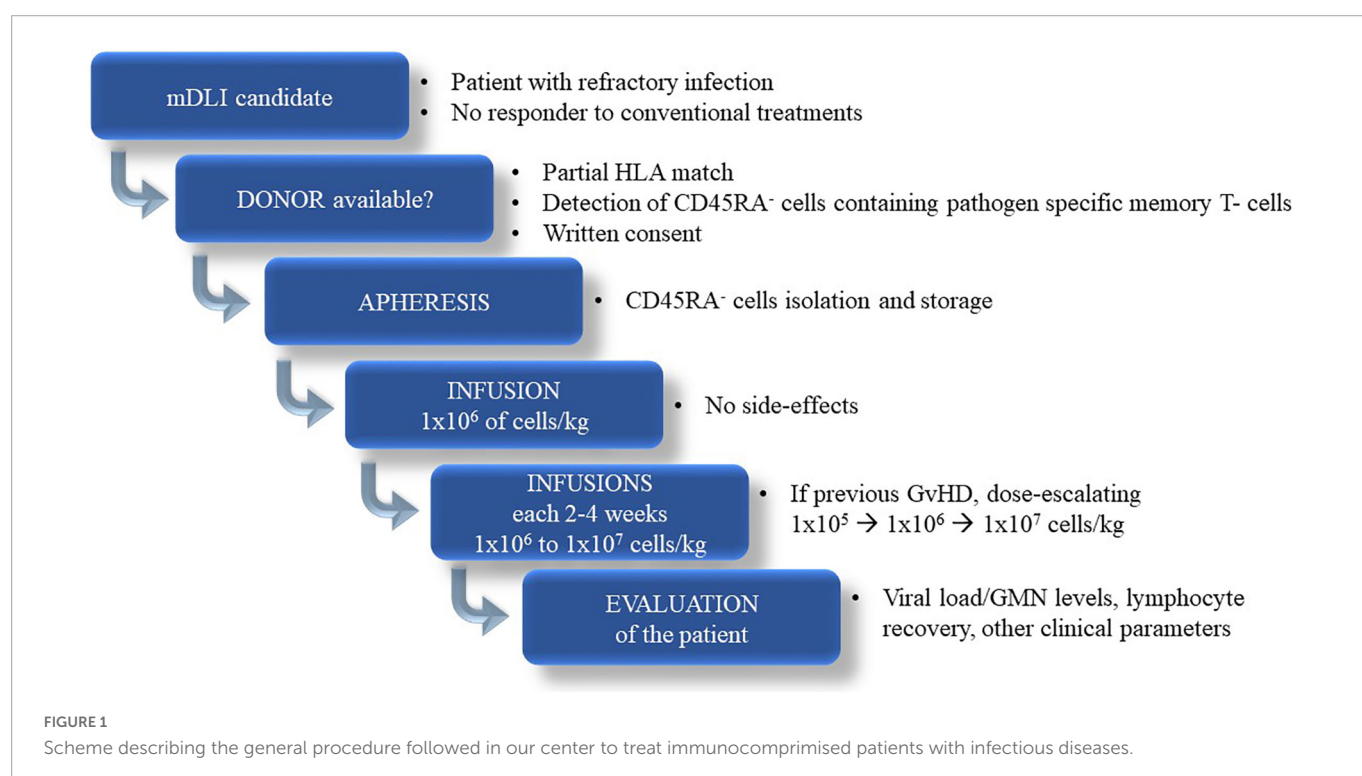 mDLI candidate
• Patient with refractory infection
• No responder to conventional treatments
DONOR available?
• Partial HLA match
• Detection of CD45RA⁻ cells containing pathogen specific memory T- cells
• Written consent
APHERESIS
• CD45RA⁻ cells isolation and storage
INFUSION
1x10⁶ of cells/kg
• No side-effects
INFUSIONS
each 2-4 weeks
1x10⁶ to 1x10⁷ cells/kg
• If previous GvHD, dose-escalating
1x10⁵ → 1x10⁶ → 1x10⁷ cells/kg
EVALUATION
of the patient
• Viral load/GMN levels, lymphocyte
recovery, other clinical parameters
FIGURE 1
Scheme describing the general procedure followed in our center to treat immunocomprimised patients with infectious diseases.